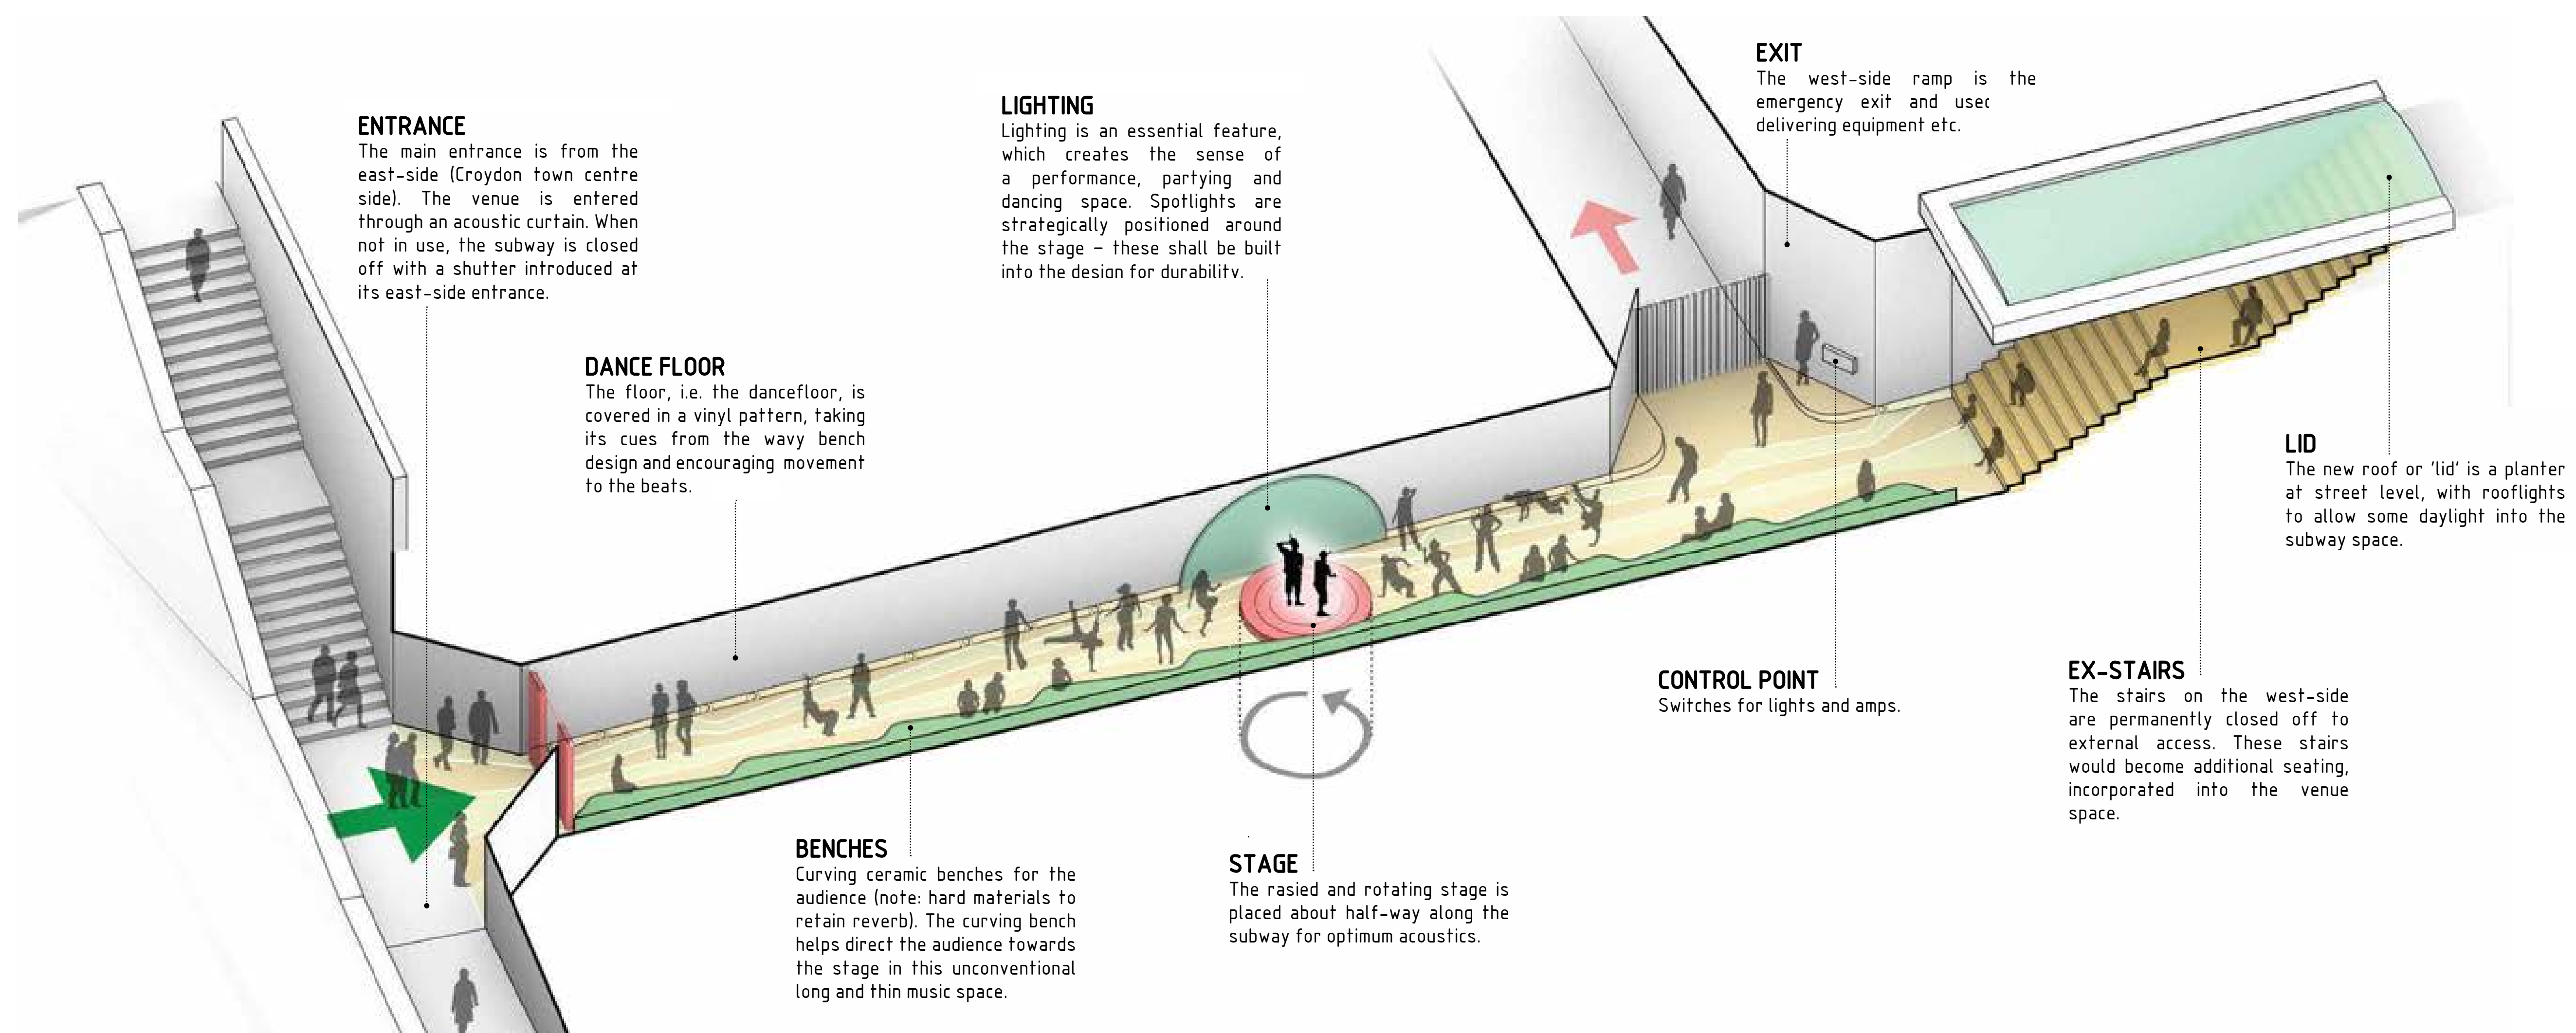 ENTRANCE
The main entrance is from the
east-side (Croydon town centre
side). The venue is entered
through an acoustic curtain. When
not in use, the subway is closed
off with a shutter introduced at
its east-side entrance.
DANCE FLOOR
The floor, i.e. the dancefloor, is
covered in a vinyl pattern, taking
its cues from the wavy bench
design and encouraging movement
to the beats.
LIGHTING
Lighting is an essential feature,
which creates the sense of
a performance, partying and
dancing space. Spotlights are
strategically positioned around
the stage – these shall be built
into the design for durability.
EXIT
The west-side ramp is the
emergency exit and used
delivering equipment etc.
LID
The new roof or ‘lid’ is a planter
at street level, with rooflights
to allow some daylight into the
subway space.
CONTROL POINT
Switches for lights and amps.
EX-STAIRS
The stairs on the west-side
are permanently closed off to
external access. These stairs
would become additional seating,
incorporated into the venue
space.
BENCHES
Curving ceramic benches for the
audience (note: hard materials to
retain reverb). The curving bench
helps direct the audience towards
the stage in this unconventional
long and thin music space.
STAGE
The rasied and rotating stage is
placed about half-way along the
subway for optimum acoustics.